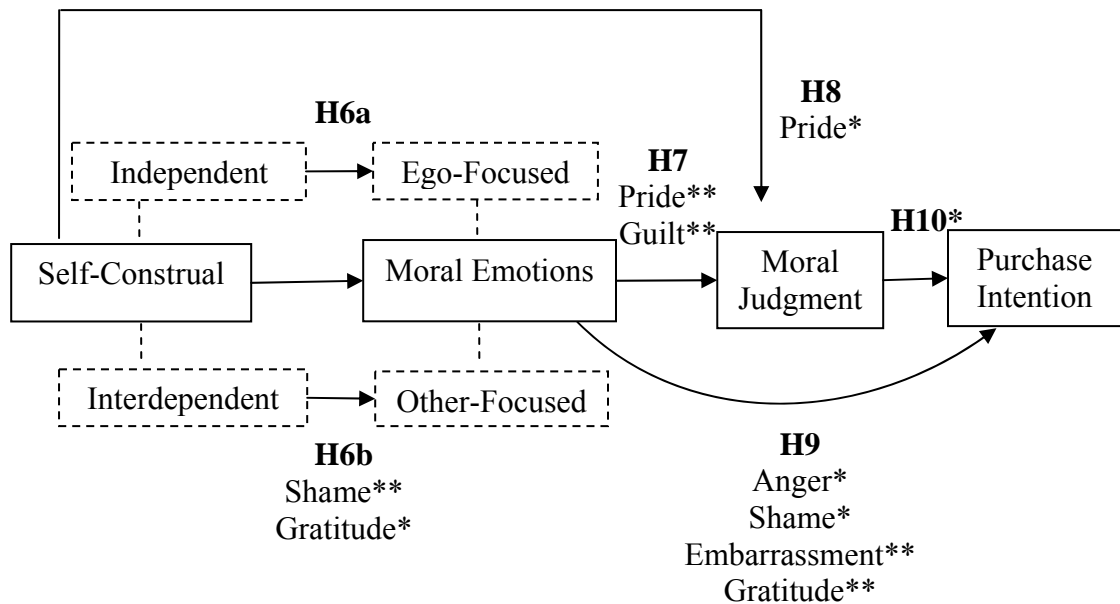 H8
Pride*
H6a
Independent
Ego-Focused
H7
Pride**
Guilt**
H10*
Self-Construal
Moral Emotions
Moral
Judgment
Purchase
Intention
Interdependent
Other-Focused
H6b
Shame**
Gratitude*
H9
Anger*
Shame*
Embarrassment**
Gratitude**